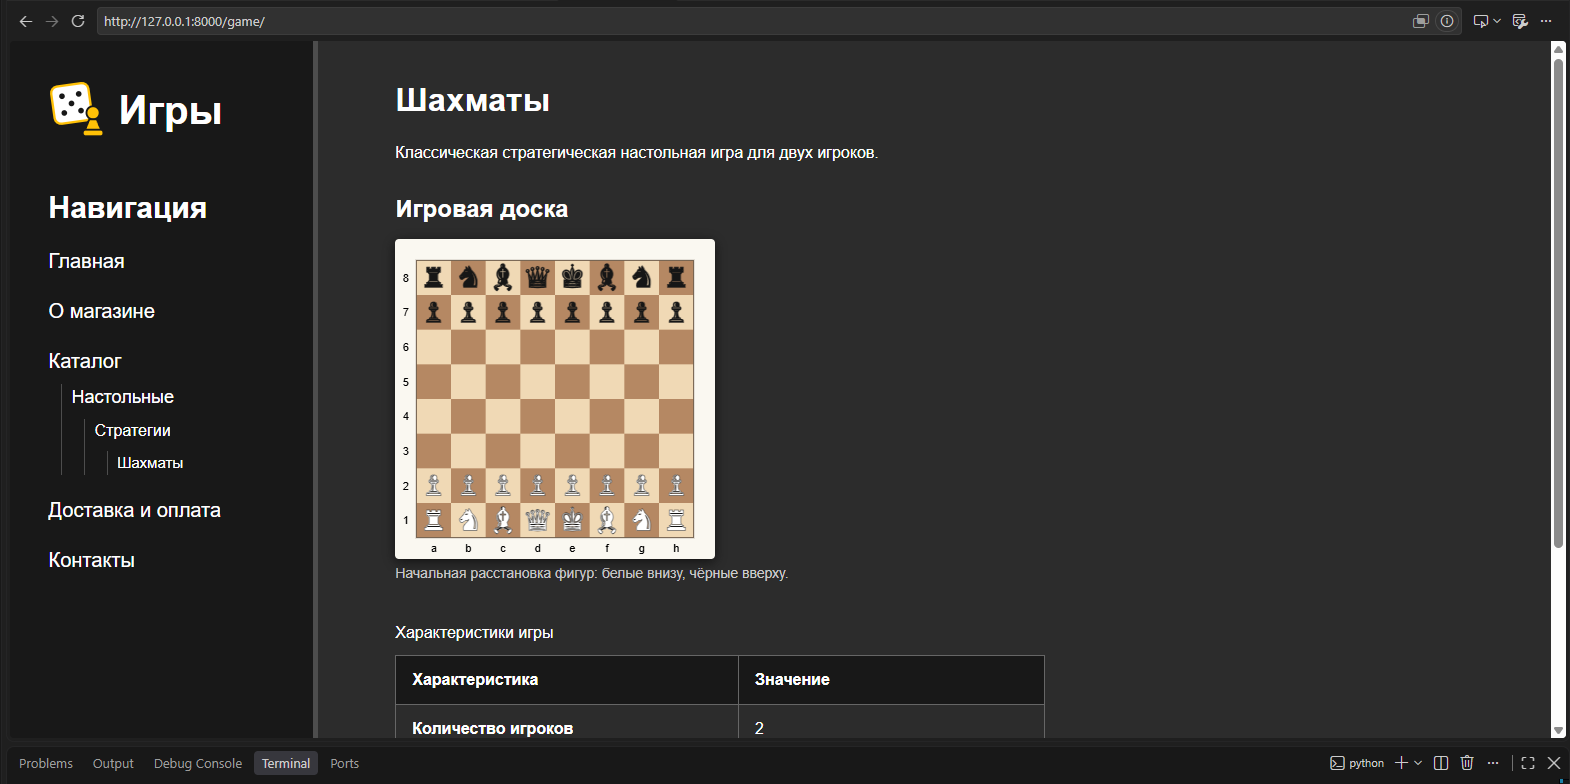 http://127.0.0.1:8000/game/
Игры
Навигация
Главная
О магазине
Каталог
Настольные
Стратегии
Шахматы
Доставка и оплата
Контакты
Шахматы
Классическая стратегическая настольная игра для двух игроков.
Игровая доска
8
7
6
5
4
3
2
1
a b c d e f g h
Начальная расстановка фигур: белые внизу, чёрные вверху.
Характеристики игры
Характеристика Значение
Количество игроков 2
Problems Output Debug Console Terminal Ports python